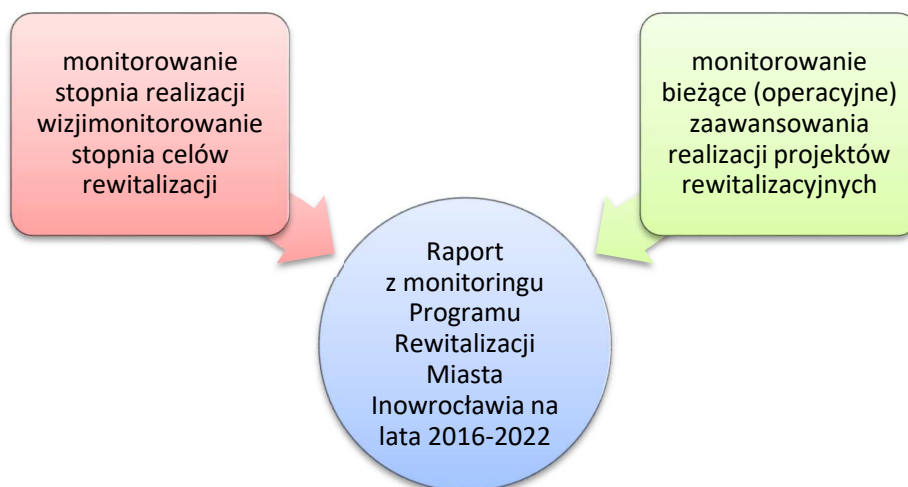 monitorowanie
stopnia realizacji
wizjimonitorowanie
stopnia celów
rewitalizacji
monitorowanie
bieżące (operacyjne)
zaawansowania
realizacji projektów
rewitalizacyjnych
Raport
z monitoringu
Programu
Rewitalizacji
Miasta
Inowrocławia na
lata 2016-2022